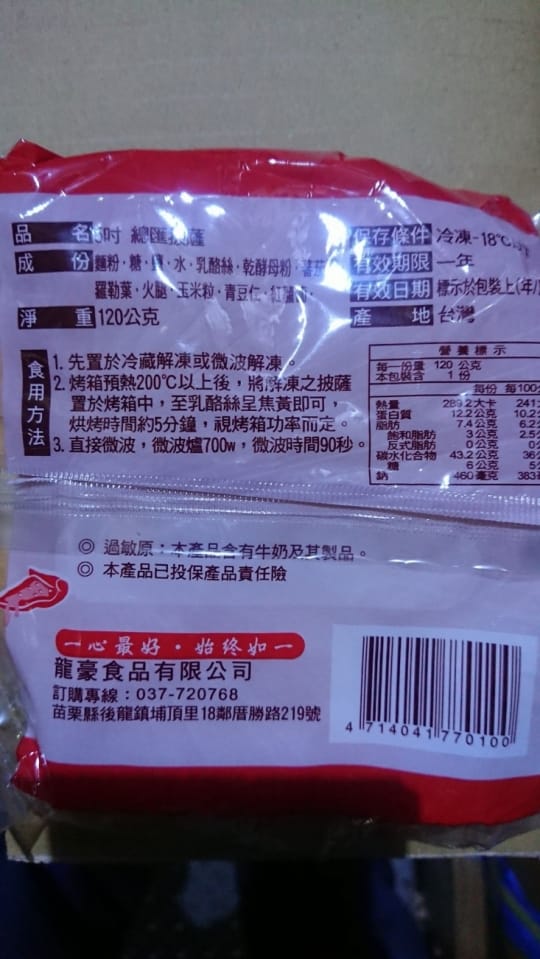 品 名 5吋 總匯披薩
成 份 麵粉、糖、鹽、水、乳酪絲、乾酵母粉、蕃茄
羅勒葉、火腿、玉米粒、青豆仁、紅蘿蔔、
淨 重 120公克
保存條件 冷凍-18℃
有效期限 一年
有效日期 標示於包裝上(年/
產 地 台灣
食用方法
1. 先置於冷藏解凍或微波解凍。
2. 烤箱預熱200℃以上後，將解凍之披薩
置於烤箱中，至乳酪絲呈焦黃即可，
烘烤時間約5分鐘，視烤箱功率而定。
3. 直接微波，微波爐700w，微波時間90秒。
營養標示
每一份量 120 公克
本包裝含 1 份
每份 每100
熱量 289.2大卡 241
蛋白質 12.2公克 10.2
脂肪 7.4公克 6.2
飽和脂肪 3公克 2.5
反式脂肪 0公克 0
碳水化合物 43.2公克 36
糖 6公克 5
鈉 460毫克 383
◎ 過敏原：本產品含有牛奶及其製品。
◎ 本產品已投保產品責任險
一心最好・始終如一
龍豪食品有限公司
訂購專線：037-720768
苗栗縣後龍鎮埔頂里18鄰厝勝路219號
4 714041 770100